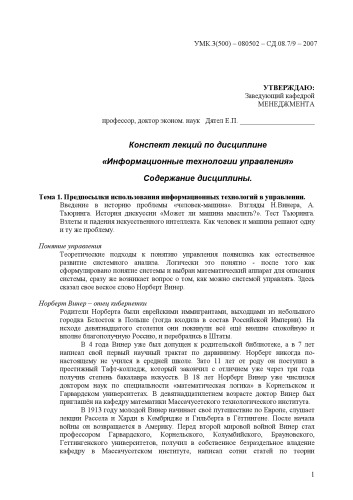 УМК.3(500) – 080502 – СД.08.7/9 – 2007
УТВЕРЖДАЮ:
Заведующий кафедрой
МЕНЕДЖМЕНТА
профессор, доктор эконом. наук Дятел Е.П. ____________________
Конспект лекций по дисциплине
«Информационные технологии управления»
Содержание дисциплины.
Тема 1. Предпосылки использования информационных технологий в управлении.
Введение в историю проблемы «человек-машина». Взгляды Н.Винера, А.
Тьюринга. История дискуссии «Может ли машина мыслить?». Тест Тьюринга.
Взлеты и падения искусственного интеллекта. Как человек и машина решают одну
и ту же проблему.
Понятие управления
Теоретические подходы к понятию управления появились как естественное
развитие системного анализа. Логически это понятно - после того как
сформулировано понятие системы и выбран математический аппарат для описания
системы, сразу же возникает вопрос о том, как можно системой управлять. Здесь
сказал свое веское слово Норберт Винер.
Норберт Винер – отец кибернетики
Родители Норберта были еврейскими иммигрантами, выходцами из небольшого
городка Белосток в Польше (тогда входила в состав Российской Империи). На
исходе девятнадцатого столетия они покинули всё ещё внешне спокойную и
вполне благополучную Россию, и перебрались в Штаты.
В 4 года Винер уже был допущен к родительской библиотеке, а в 7 лет
написал свой первый научный трактат по дарвинизму. Норберт никогда по-
настоящему не учился в средней школе. Зато 11 лет от роду он поступил в
престижный Тафт-колледж, который закончил с отличием уже через три года
получив степень бакалавра искусств. В 18 лет Норберт Винер уже числился
доктором наук по специальности «математическая логика» в Корнельском и
Гарвардском университетах. В девятнадцатилетнем возрасте доктор Винер был
приглашён на кафедру математики Массачусетского технологического института.
В 1913 году молодой Винер начинает своё путешествие по Европе, слушает
лекции Рассела и Харди в Кембридже и Гильберта в Гёттингене. После начала
войны он возвращается в Америку. Перед второй мировой войной Винер стал
профессором Гарвардского, Корнельского, Колумбийского, Брауновского,
Геттингенского университетов, получил в собственное безраздельное владение
кафедру в Массачусетском институте, написал сотни статей по теории
1